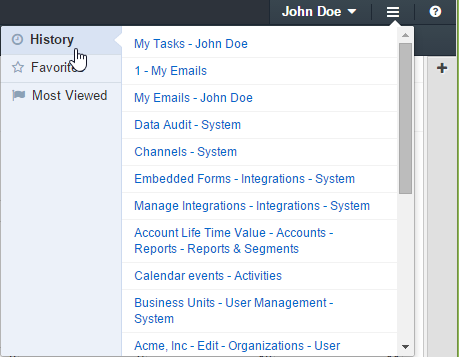 John Doe
History
Favorite
Most Viewed
My Tasks - John Doe
1 - My Emails
My Emails - John Doe
Data Audit - System
Channels - System
Embedded Forms - Integrations - System
Manage Integrations - Integrations - System
Account Life Time Value - Accounts -
Reports - Reports & Segments
Calendar events - Activities
Business Units - User Management -
System
Acme, Inc - Edit - Organizations - User